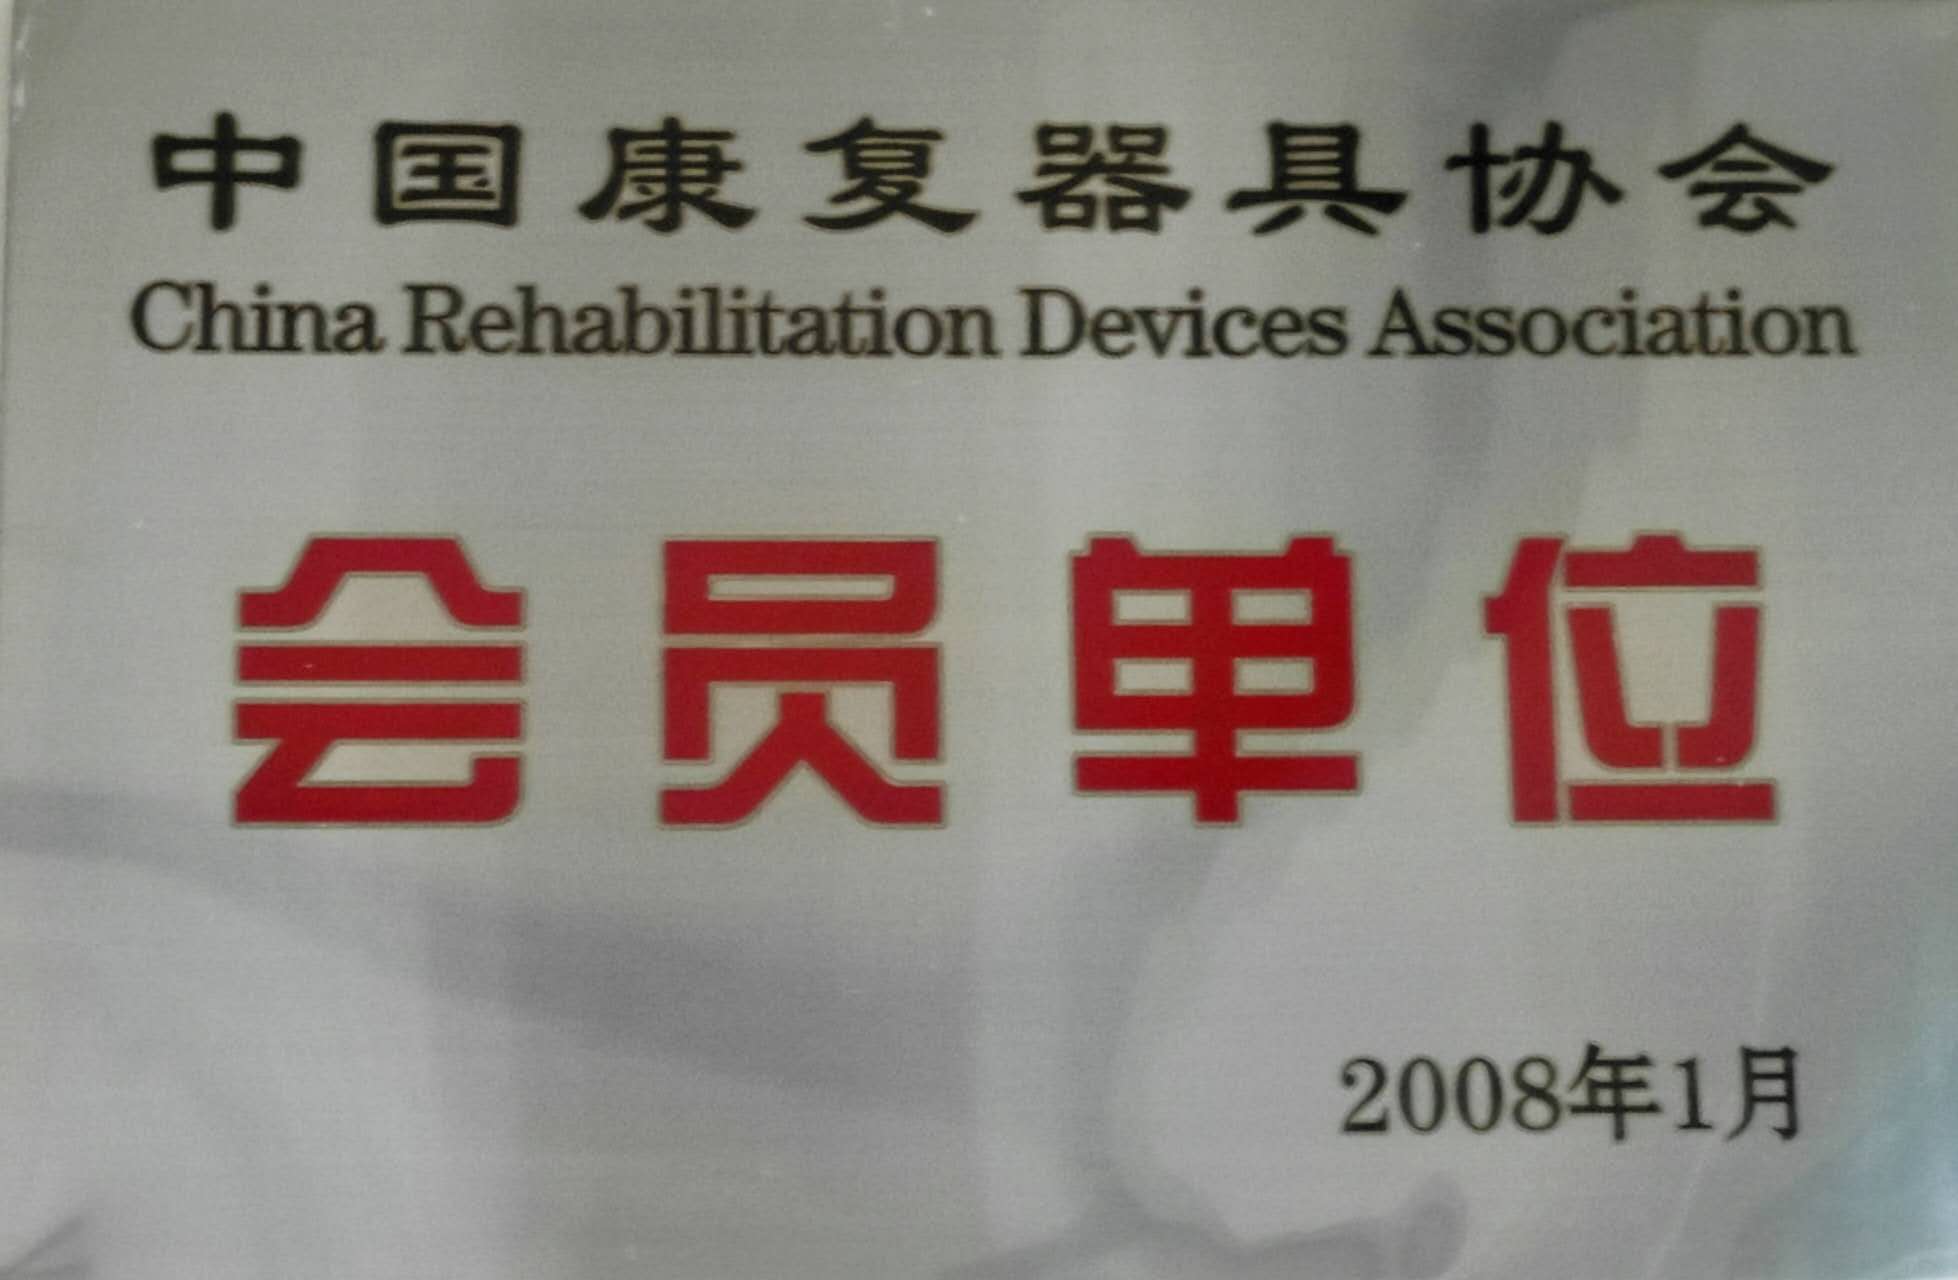 中国康复器具协会
China Rehabilitation Devices Association
会员单位
2008年1月